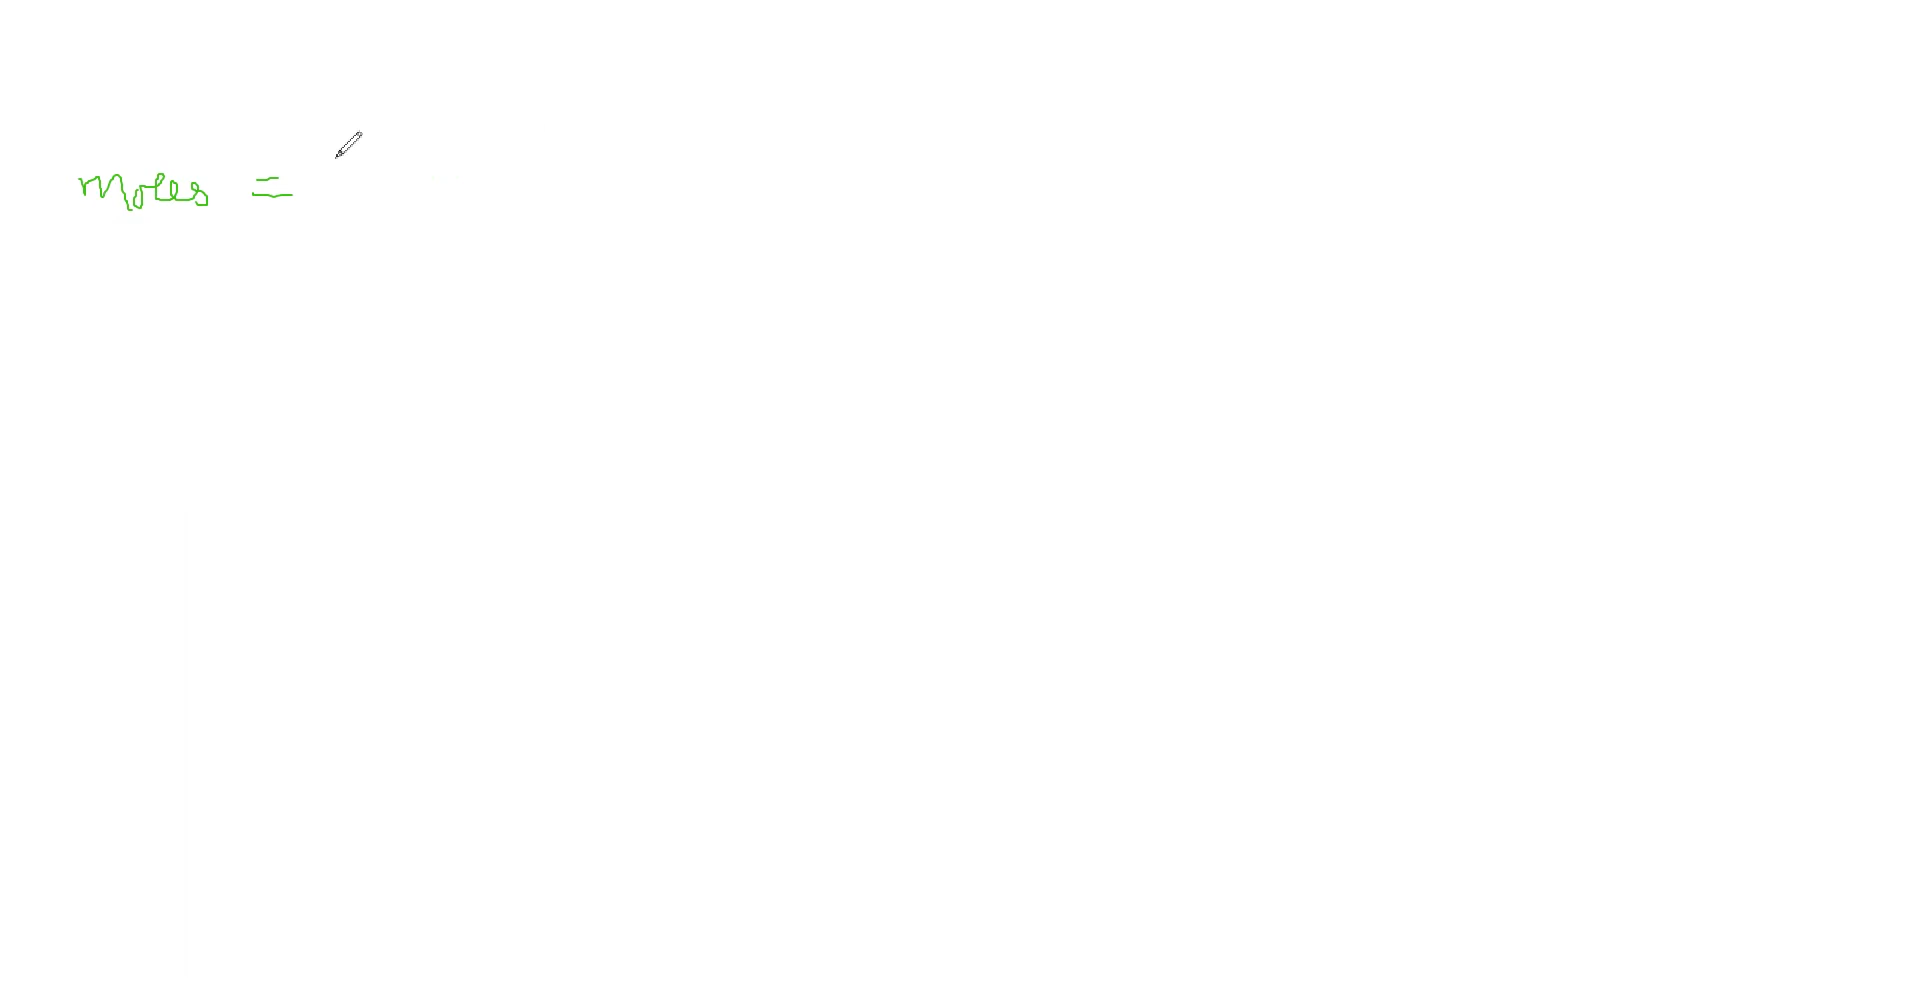 moles =